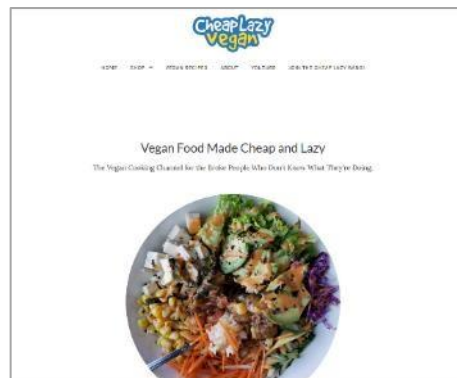 Cheap Lazy
Vegan
HOME SHOP VEGAN RECIPES ABOUT YOUTUBE JOIN THE CHEAP LAZY GANG!
Vegan Food Made Cheap and Lazy
The Vegan Cooking Channel for the Broke People Who Don't Know What They're Doing.